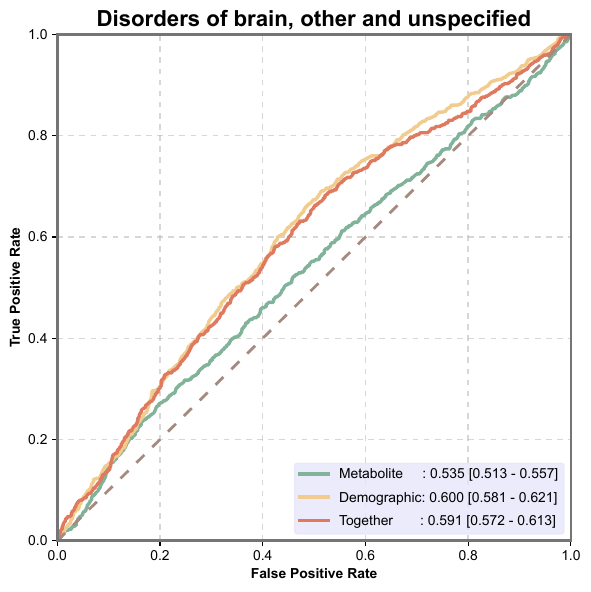 Disorders of brain, other and unspecified
True Positive Rate
1.0
0.8
0.6
0.4
0.2
0.0
0.0 0.2 0.4 0.6 0.8 1.0
False Positive Rate
Metabolite : 0.535 [0.513 - 0.557]
Demographic: 0.600 [0.581 - 0.621]
Together : 0.591 [0.572 - 0.613]